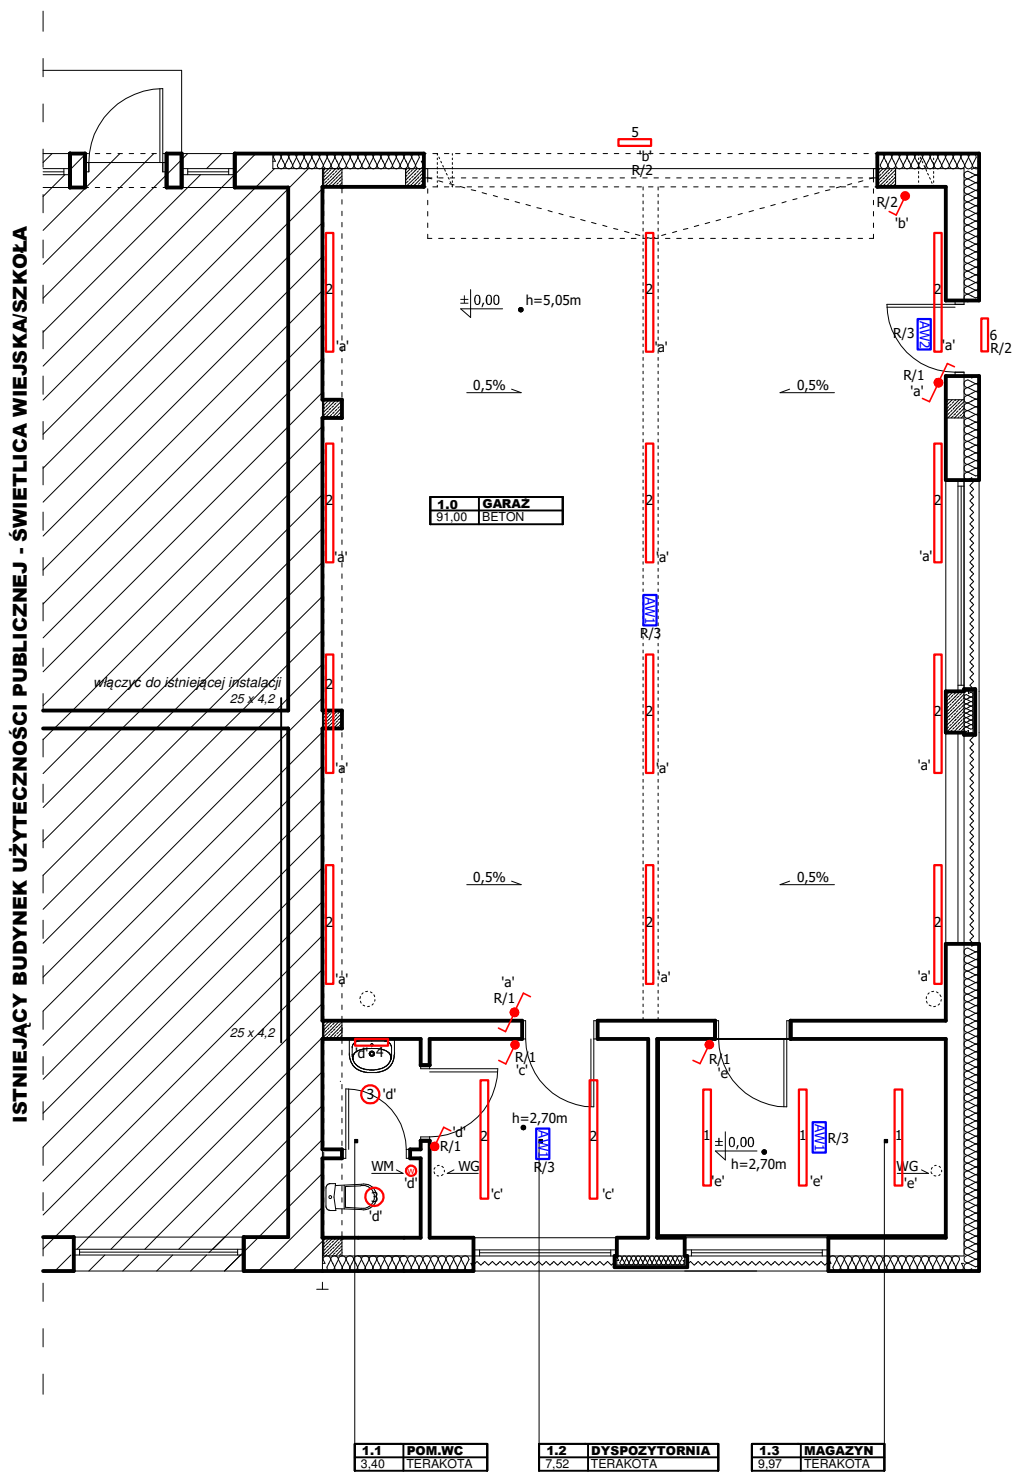 ISTNIEJĄCY BUDYNEK UŻYTECZNOŚCI PUBLICZNEJ - ŚWIETLICA WIEJSKA/SZKOŁA
5
'b'
R/2
R/2
'b'
2
2
2
±0,00
h=5,05m
R/3
AW2
6
R/2
'a'
'a'
'a'
R/1
'a'
0,5%
0,5%
1.0 GARAŻ
91,00 BETON
2
2
2
'a'
'a'
'a'
AW1
R/3
włączyć do istniejącej instalacji
25 x 4,2
2
2
2
'a'
'a'
'a'
0,5%
0,5%
2
2
2
'a'
'a'
'a'
'a'
R/1
25 x 4,2
'd' 4
R/1
'c'
R/1
'e'
3 'd'
h=2,70m
'd'
R/1
2
AW1
R/3
2
1
±0,00
h=2,70m
1
AW1
R/3
1
WM
W
'd'
WG
WG
3
'd'
'c'
'c'
'e'
'e'
'e'
1.1 POM.WC
3,40 TERAKOTA
1.2 DYSPOZYTORNIA
7,52 TERAKOTA
1.3 MAGAZYN
9,97 TERAKOTA